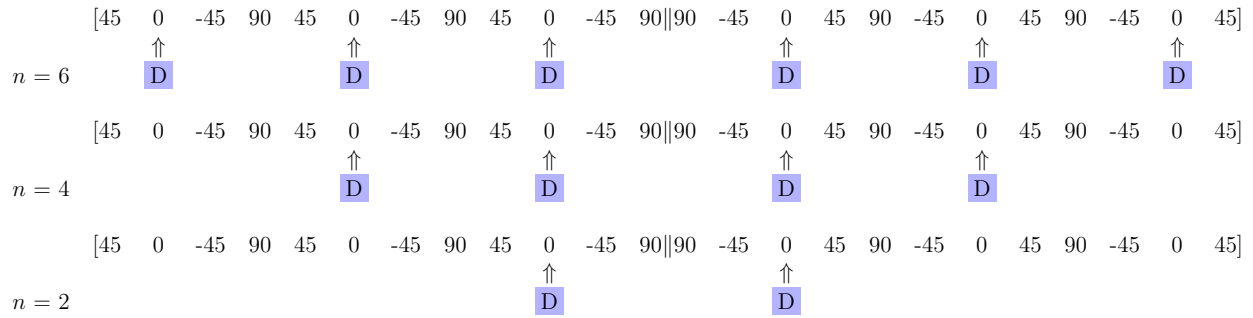 [45 0 -45 90 45 0 -45 90 45 0 -45 90||90 -45 0 45 90 -45 0 45 90 -45 0 45]
⇑ ⇑ ⇑ ⇑ ⇑ ⇑
n = 6 D D D D D D
[45 0 -45 90 45 0 -45 90 45 0 -45 90||90 -45 0 45 90 -45 0 45 90 -45 0 45]
⇑ ⇑ ⇑ ⇑
n = 4 D D D D
[45 0 -45 90 45 0 -45 90 45 0 -45 90||90 -45 0 45 90 -45 0 45 90 -45 0 45]
⇑ ⇑
n = 2 D D